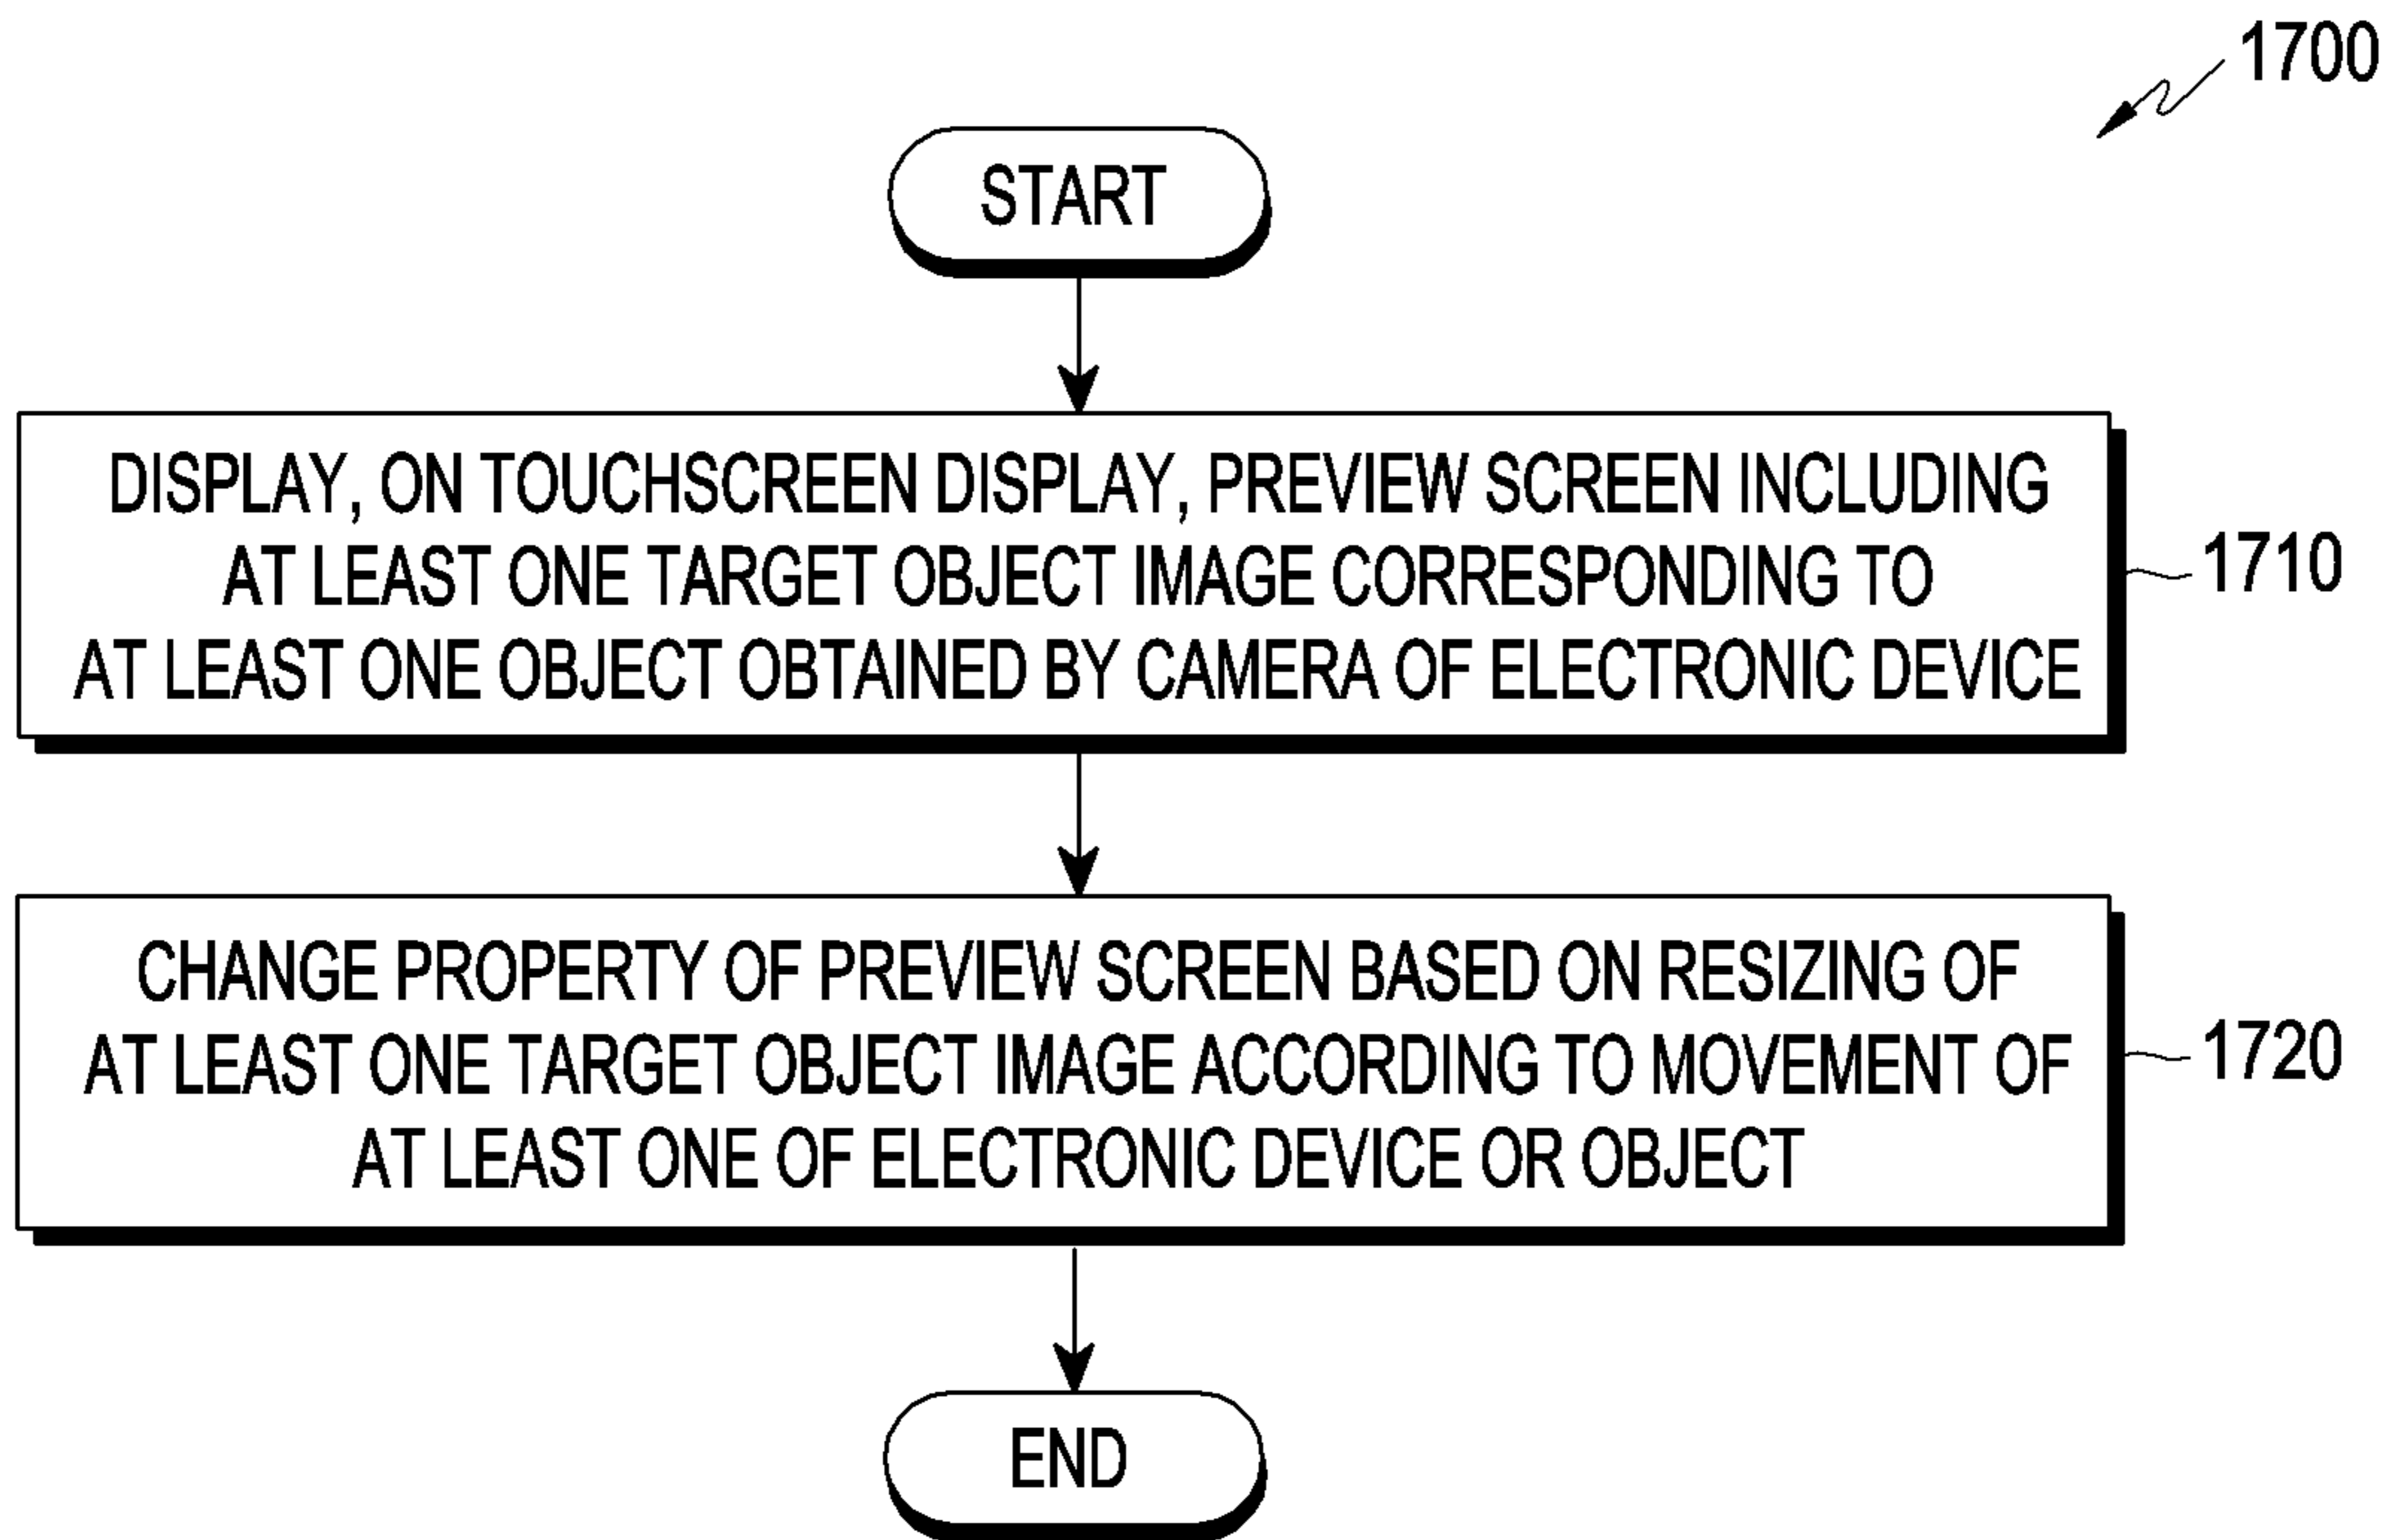 1700
START
DISPLAY, ON TOUCHSCREEN DISPLAY, PREVIEW SCREEN INCLUDING
AT LEAST ONE TARGET OBJECT IMAGE CORRESPONDING TO
AT LEAST ONE OBJECT OBTAINED BY CAMERA OF ELECTRONIC DEVICE
1710
CHANGE PROPERTY OF PREVIEW SCREEN BASED ON RESIZING OF
AT LEAST ONE TARGET OBJECT IMAGE ACCORDING TO MOVEMENT OF
AT LEAST ONE OF ELECTRONIC DEVICE OR OBJECT
1720
END